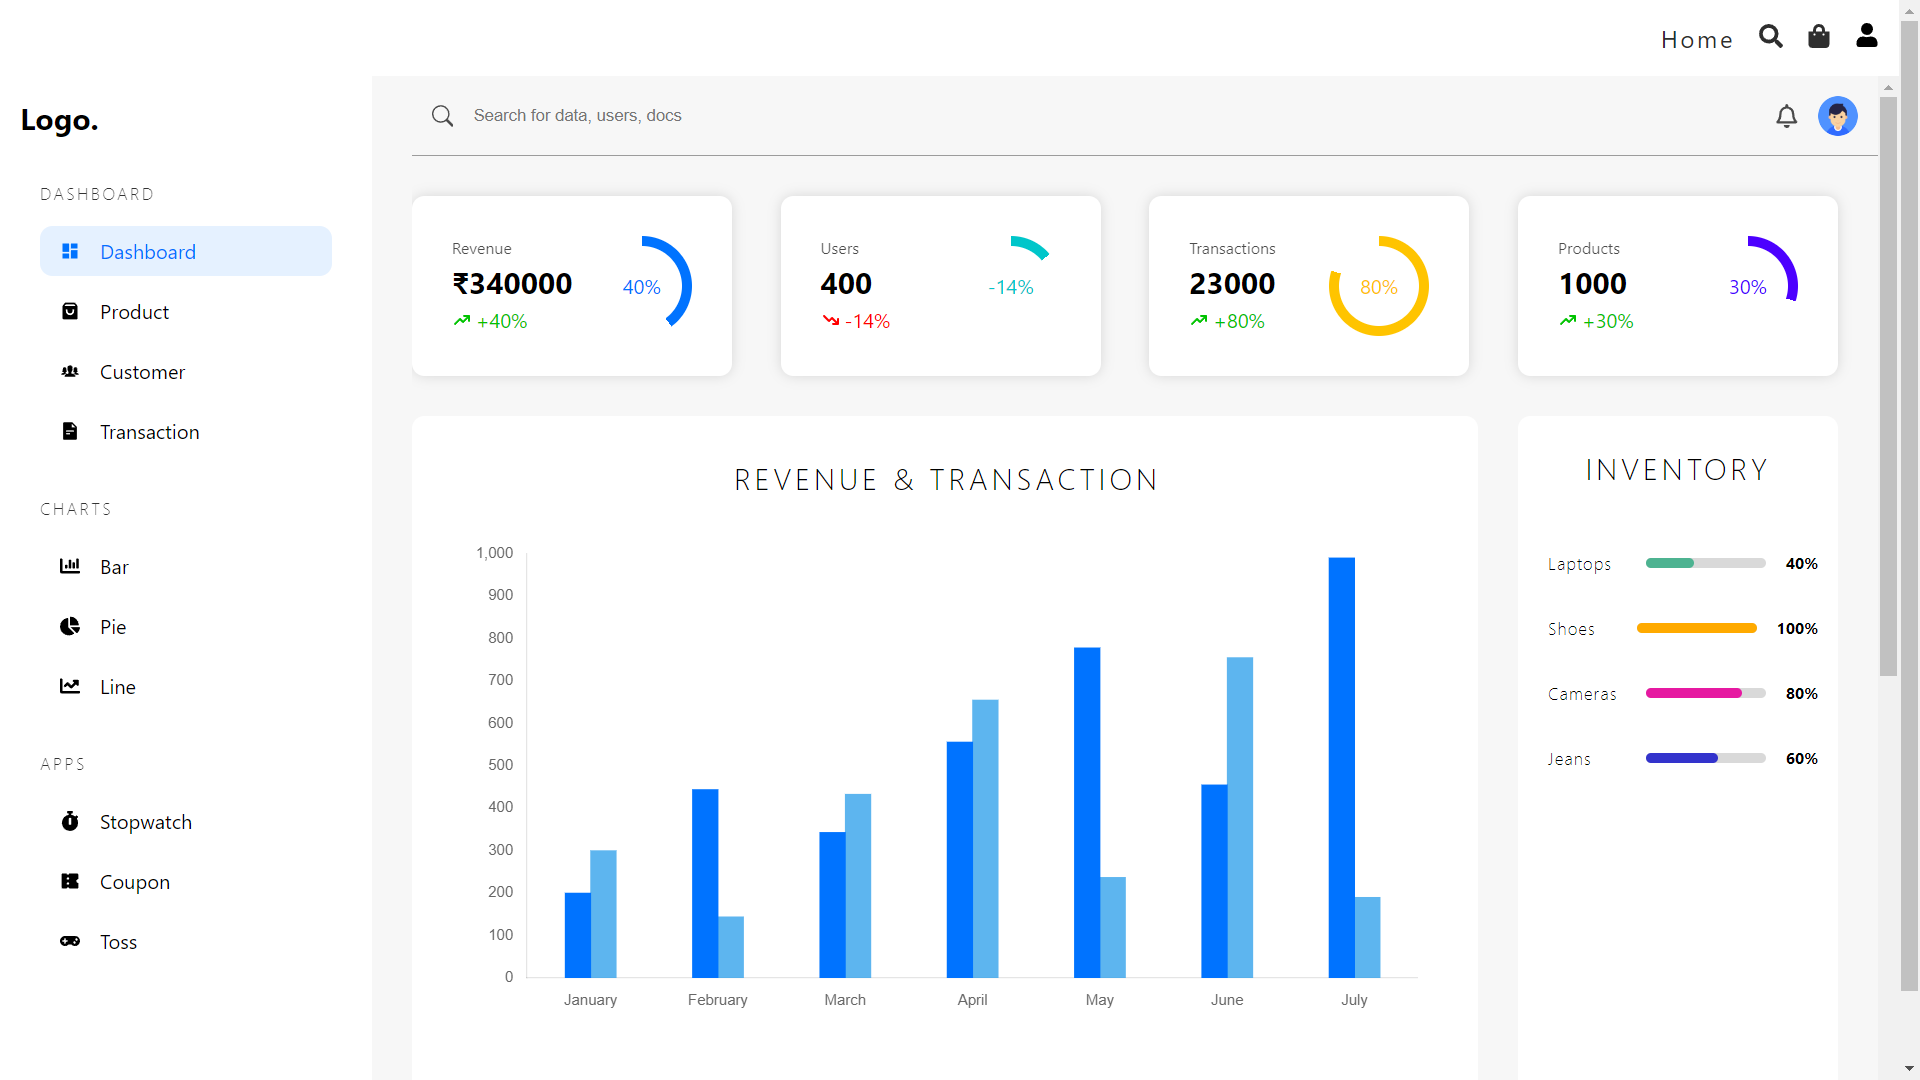 Home
Logo.
Search for data, users, docs
DASHBOARD
Dashboard
Product
Customer
Transaction
CHARTS
Bar
Pie
Line
APPS
Stopwatch
Coupon
Toss
Revenue
₹340000
+40%
40%
Users
400
-14%
-14%
Transactions
23000
+80%
80%
Products
1000
+30%
30%
REVENUE & TRANSACTION
1,000
900
800
700
600
500
400
300
200
100
0
January February March April May June July
INVENTORY
Laptops 40%
Shoes 100%
Cameras 80%
Jeans 60%